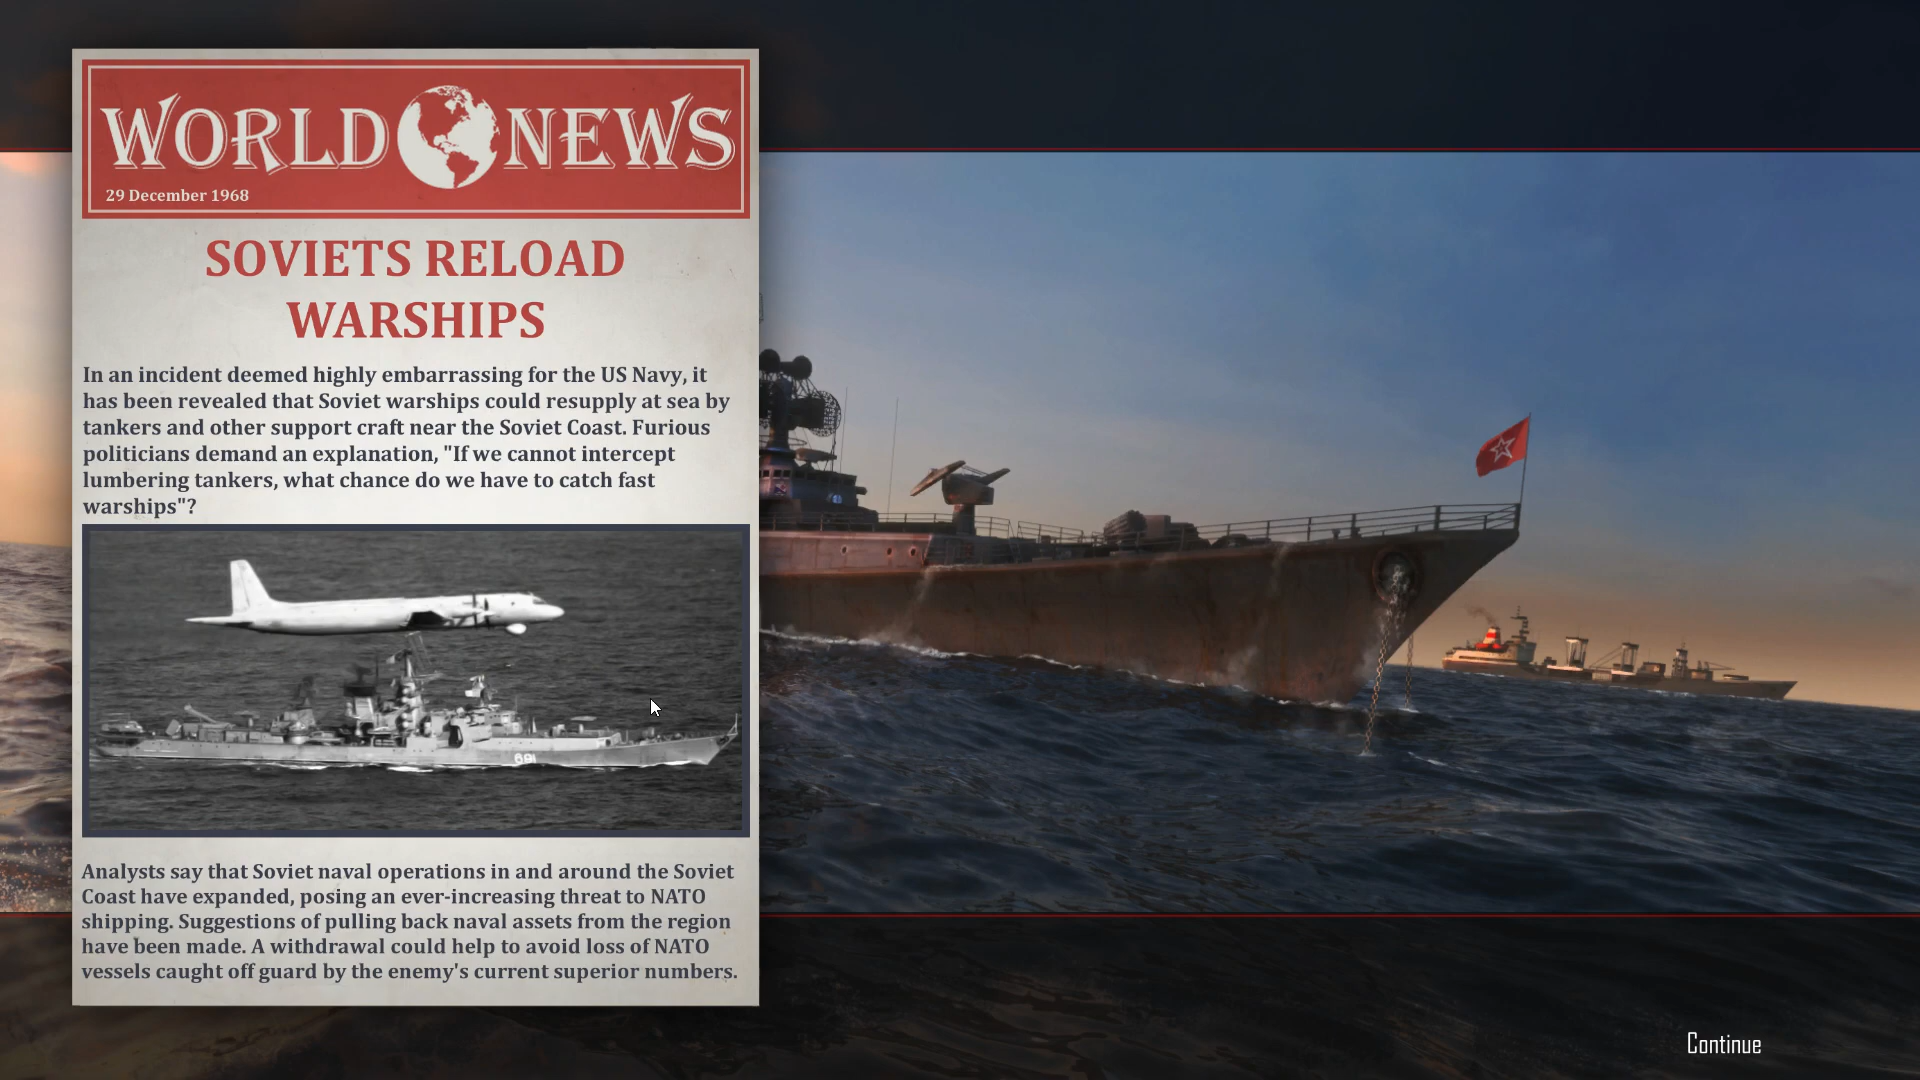 WORLD NEWS
29 December 1968
SOVIETS RELOAD
WARSHIPS
In an incident deemed highly embarrassing for the US Navy, it
has been revealed that Soviet warships could resupply at sea by
tankers and other support craft near the Soviet Coast. Furious
politicians demand an explanation, "If we cannot intercept
lumbering tankers, what chance do we have to catch fast
warships"?
691
Analysts say that Soviet naval operations in and around the Soviet
Coast have expanded, posing an ever-increasing threat to NATO
shipping. Suggestions of pulling back naval assets from the region
have been made. A withdrawal could help to avoid loss of NATO
vessels caught off guard by the enemy's current superior numbers.
Continue